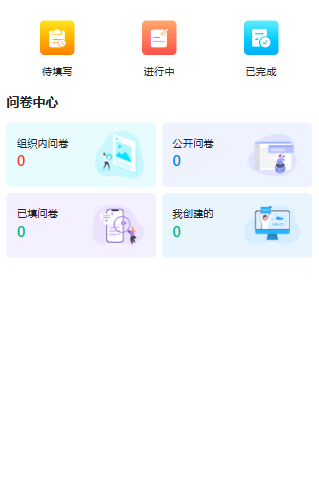 待填写 进行中 已完成
问卷中心
组织内问卷 公开问卷
0 0
已填问卷 我创建的
0 0